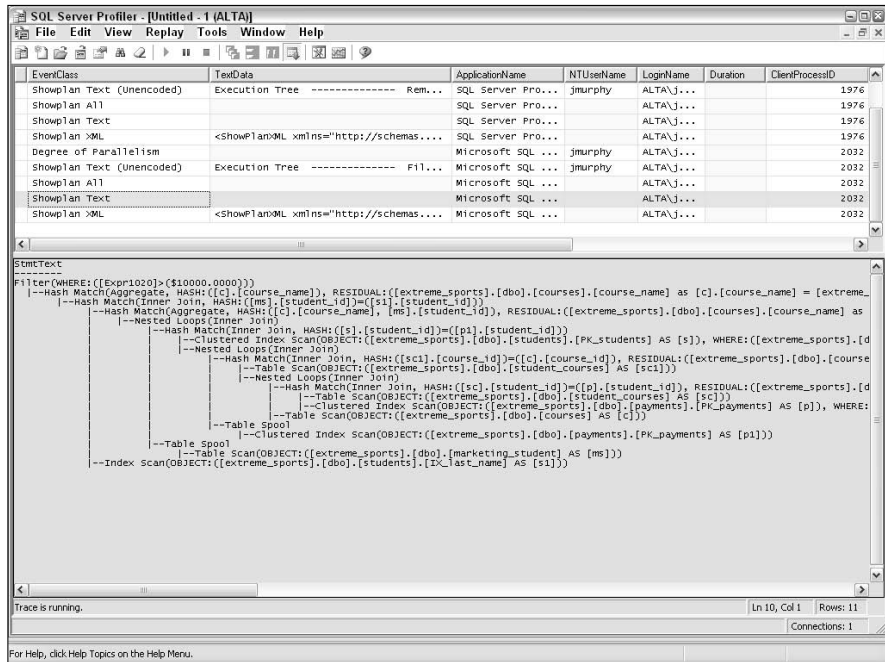 SQL Server Profiler - [Untitled - 1 (ALTA)]
File Edit View Replay Tools Window Help
EventClass TextData ApplicationName NTUserName LoginName Duration ClientProcessID
Showplan Text (Unencoded) Execution Tree -------------- Rem... SQL Server Pro... jmurphy ALTA\j... 1976
Showplan All SQL Server Pro... ALTA\j... 1976
Showplan Text SQL Server Pro... ALTA\j... 1976
Showplan XML <ShowPlanXML xmlns="http://schemas.... SQL Server Pro... ALTA\j... 1976
Degree of Parallelism Microsoft SQL ... jmurphy ALTA\j... 2032
Showplan Text (Unencoded) Execution Tree -------------- Fil... Microsoft SQL ... jmurphy ALTA\j... 2032
Showplan All Microsoft SQL ... ALTA\j... 2032
Showplan Text Microsoft SQL ... ALTA\j... 2032
Showplan XML <ShowPlanXML xmlns="http://schemas.... Microsoft SQL ... ALTA\j... 2032
StmtText
--------
Filter(WHERE:([Expr1020]>($10000.0000)))
|--Hash Match(Aggregate, HASH:([c].[course_name]), RESIDUAL:([extreme_sports].[dbo].[courses].[course_name] as [c].[course_name] = [extreme_
|--Hash Match(Inner Join, HASH:([ms].[student_id])=([s1].[student_id]))
|--Hash Match(Aggregate, HASH:([c].[course_name], [ms].[student_id]), RESIDUAL:([extreme_sports].[dbo].[courses].[course_name] as
| |--Nested Loops(Inner Join)
| |--Hash Match(Inner Join, HASH:([s].[student_id])=([p1].[student_id]))
| | |--Clustered Index Scan(OBJECT:([extreme_sports].[dbo].[students].[PK_students] AS [s]), WHERE:([extreme_sports].[d
| | |--Nested Loops(Inner Join)
| | |--Hash Match(Inner Join, HASH:([sc1].[course_id])=([c].[course_id]), RESIDUAL:([extreme_sports].[dbo].[course
| | | |--Table Scan(OBJECT:([extreme_sports].[dbo].[student_courses] AS [sc1]))
| | | |--Nested Loops(Inner Join)
| | | |--Hash Match(Inner Join, HASH:([sc].[student_id])=([p].[student_id]), RESIDUAL:([extreme_sports].[d
| | | | |--Table Scan(OBJECT:([extreme_sports].[dbo].[student_courses] AS [sc]))
| | | | |--Clustered Index Scan(OBJECT:([extreme_sports].[dbo].[payments].[PK_payments] AS [p]), WHERE:
| | | |--Table Scan(OBJECT:([extreme_sports].[dbo].[courses] AS [c]))
| | |--Table Spool
| | |--Clustered Index Scan(OBJECT:([extreme_sports].[dbo].[payments].[PK_payments] AS [p1]))
| |--Table Spool
| |--Table Scan(OBJECT:([extreme_sports].[dbo].[marketing_student] AS [ms]))
|--Index Scan(OBJECT:([extreme_sports].[dbo].[students].[IX_last_name] AS [s1]))
Trace is running. Ln 10, Col 1 Rows: 11
Connections: 1
For Help, click Help Topics on the Help Menu.